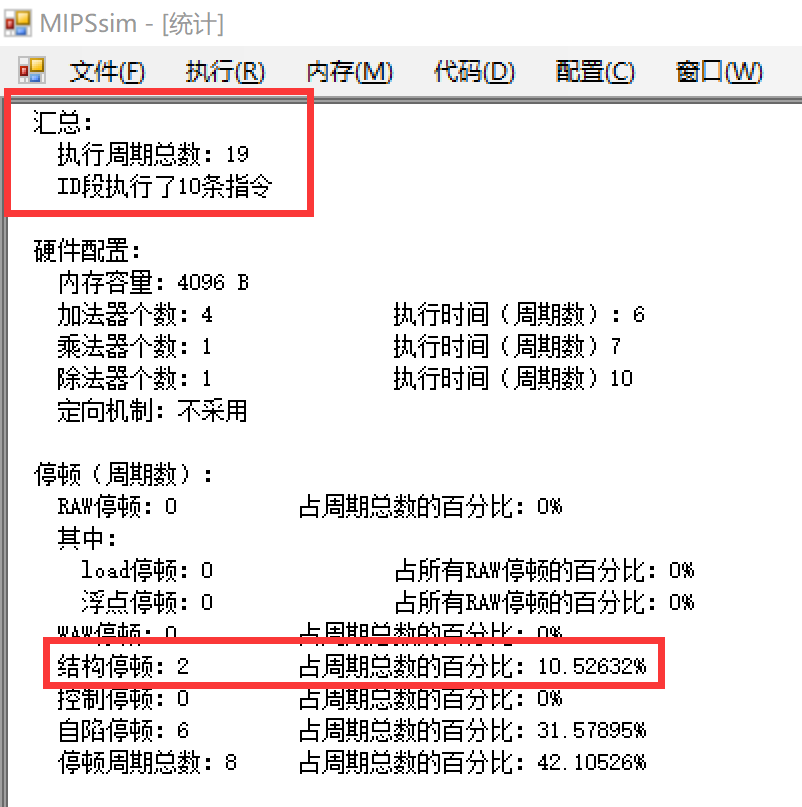 MIPSsim - [统计]
文件(F) 执行(R) 内存(M) 代码(D) 配置(C) 窗口(W)
汇总:
执行周期总数: 19
ID段执行了10条指令
硬件配置:
内存容量: 4096 B
加法器个数: 4 执行时间（周期数）: 6
乘法器个数: 1 执行时间（周期数）7
除法器个数: 1 执行时间（周期数）10
定向机制: 不采用
停顿（周期数）:
RAW停顿: 0 占周期总数的百分比: 0%
其中:
load停顿: 0 占所有RAW停顿的百分比: 0%
浮点停顿: 0 占所有RAW停顿的百分比: 0%
WAW停顿: 0 占周期总数的百分比: 0%
结构停顿: 2 占周期总数的百分比: 10.52632%
控制停顿: 0 占周期总数的百分比: 0%
自陷停顿: 6 占周期总数的百分比: 31.57895%
停顿周期总数: 8 占周期总数的百分比: 42.10526%